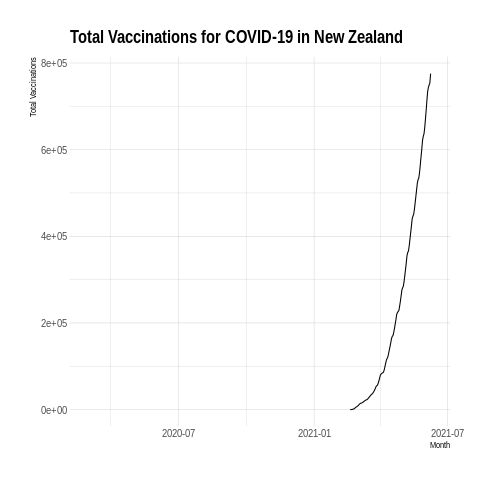 Total Vaccinations for COVID-19 in New Zealand
Total Vaccinations
8e+05
6e+05
4e+05
2e+05
0e+00
2020-07
2021-01
2021-07
Month